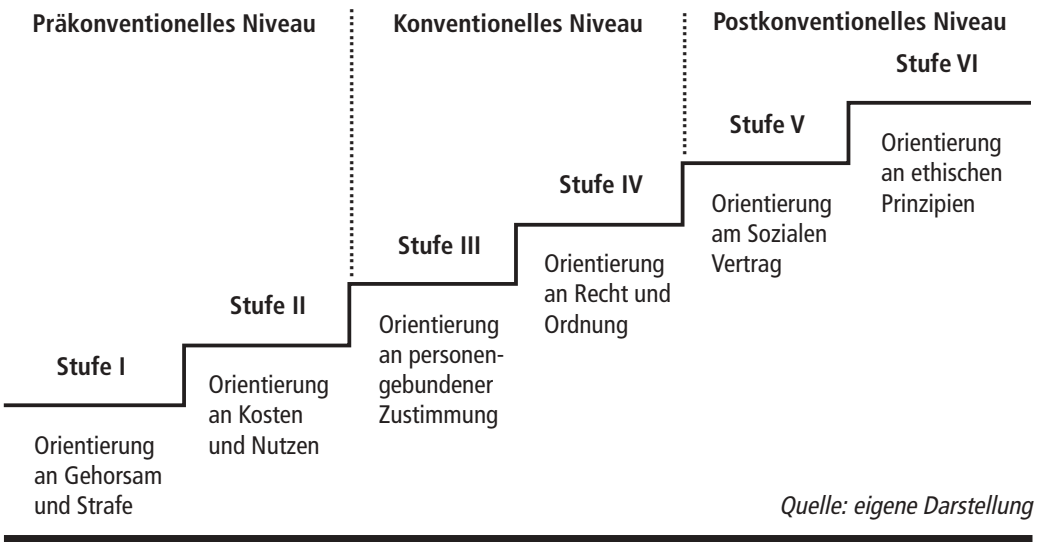 Präkonventionelles Niveau
Konventionelles Niveau
Postkonventionelles Niveau
Stufe I
Orientierung
an Gehorsam
und Strafe
Stufe II
Orientierung
an Kosten
und Nutzen
Stufe III
Orientierung
an personen-
gebundener
Zustimmung
Stufe IV
Orientierung
an Recht und
Ordnung
Stufe V
Orientierung
am Sozialen
Vertrag
Stufe VI
Orientierung
an ethischen
Prinzipien
Quelle: eigene Darstellung